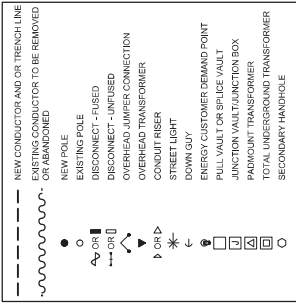 NEW CONDUCTOR AND OR TRENCH LINE
EXISTING CONDUCTOR TO BE REMOVED
OR ABANDONED
NEW POLE
EXISTING POLE
OR DISCONNECT - FUSED
OR DISCONNECT - UNFUSED
OVERHEAD JUMPER CONNECTION
OVERHEAD TRANSFORMER
OR CONDUIT RISER
STREET LIGHT
DOWN GUY
ENERGY CUSTOMER DEMAND POINT
PULL VAULT OR SPLICE VAULT
J JUNCTION VAULT/JUNCTION BOX
PADMOUNT TRANSFORMER
TOTAL UNDERGROUND TRANSFORMER
SECONDARY HANDHOLE